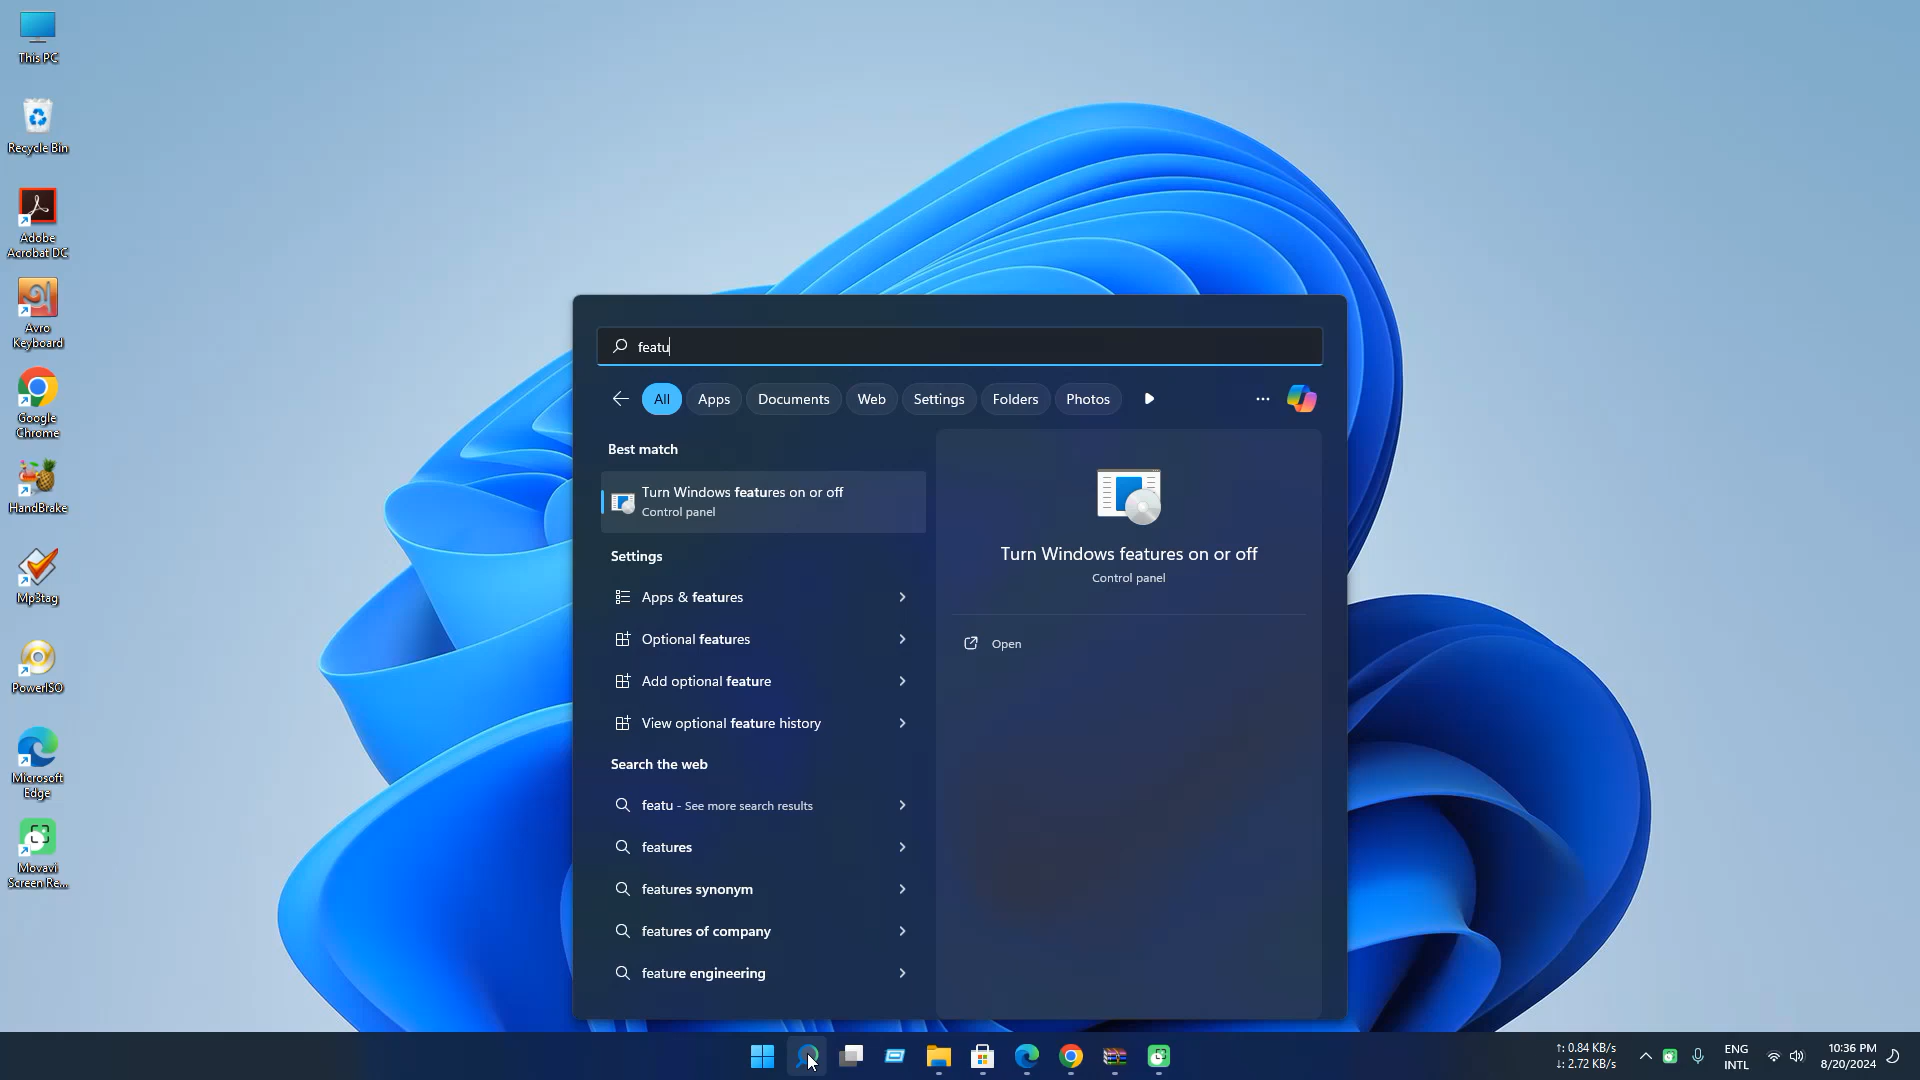 This PC
Recycle Bin
Adobe
Acrobat DC
Avro
Keyboard
Google
Chrome
HandBrake
Mp3tag
PowerISO
Microsoft
Edge
Movavi
Screen Re...
featu
All
Apps
Documents
Web
Settings
Folders
Photos
Best match
Turn Windows features on or off
Control panel
Settings
Apps & features
Optional features
Add optional feature
View optional feature history
Search the web
featu - See more search results
features
features synonym
features of company
feature engineering
Turn Windows features on or off
Control panel
Open
↑: 0.84 KB/s
↓: 2.72 KB/s
ENG
INTL
10:36 PM
8/20/2024